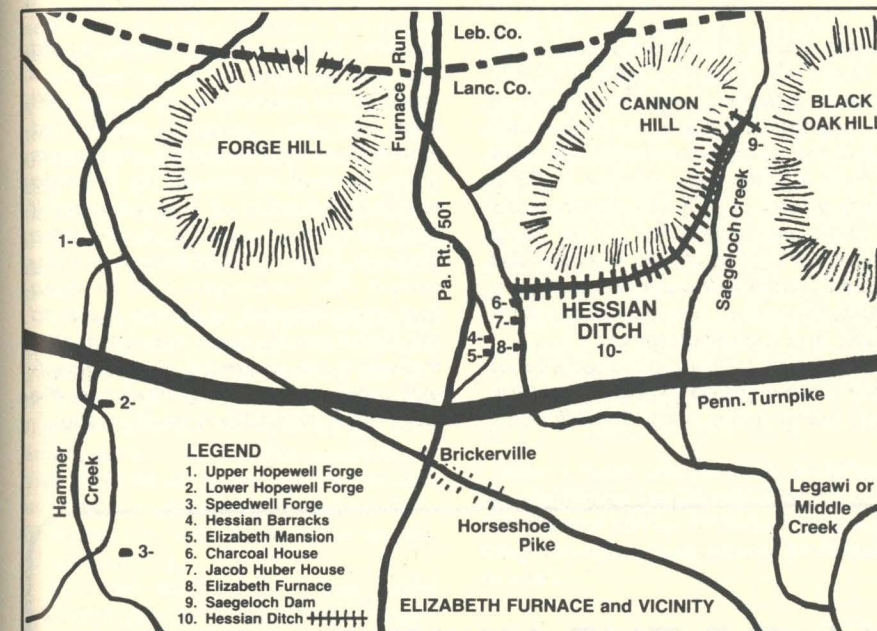 Leb. Co.
Lanc. Co.
Furnace Run
FORGE HILL
CANNON
HILL
BLACK
OAK HILL
9-
Saegeloch Creek
1-
Pa. Rt. 501
6-
7-
4-
5-
8-
HESSIAN
DITCH
10-
Penn. Turnpike
2-
Hammer
Creek
3-
Brickerville
Horseshoe
Pike
Legawi or
Middle
Creek
LEGEND
1. Upper Hopewell Forge
2. Lower Hopewell Forge
3. Speedwell Forge
4. Hessian Barracks
5. Elizabeth Mansion
6. Charcoal House
7. Jacob Huber House
8. Elizabeth Furnace
9. Saegeloch Dam
10. Hessian Ditch
ELIZABETH FURNACE and VICINITY